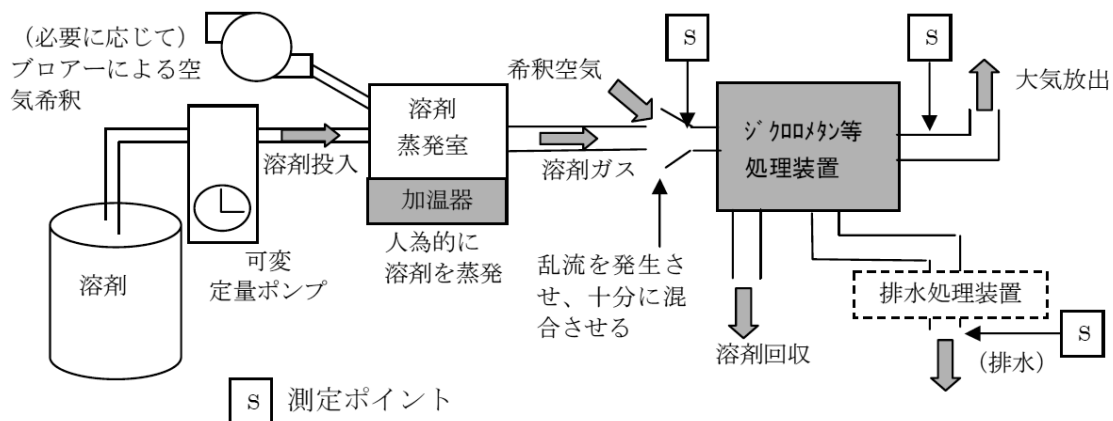 （必要に応じて）
ブロアーによる空
気希釈
溶剤
蒸発室
加温器
人為的に
溶剤を蒸発
溶剤投入
溶剤
可変
定量ポンプ
希釈空気
溶剤ガス
乱流を発生さ
せ、十分に混
合させる
S
S
ｼﾞｸﾛﾛﾒﾀﾝ等
処理装置
大気放出
溶剤回収
排水処理装置
S
（排水）
S 測定ポイント